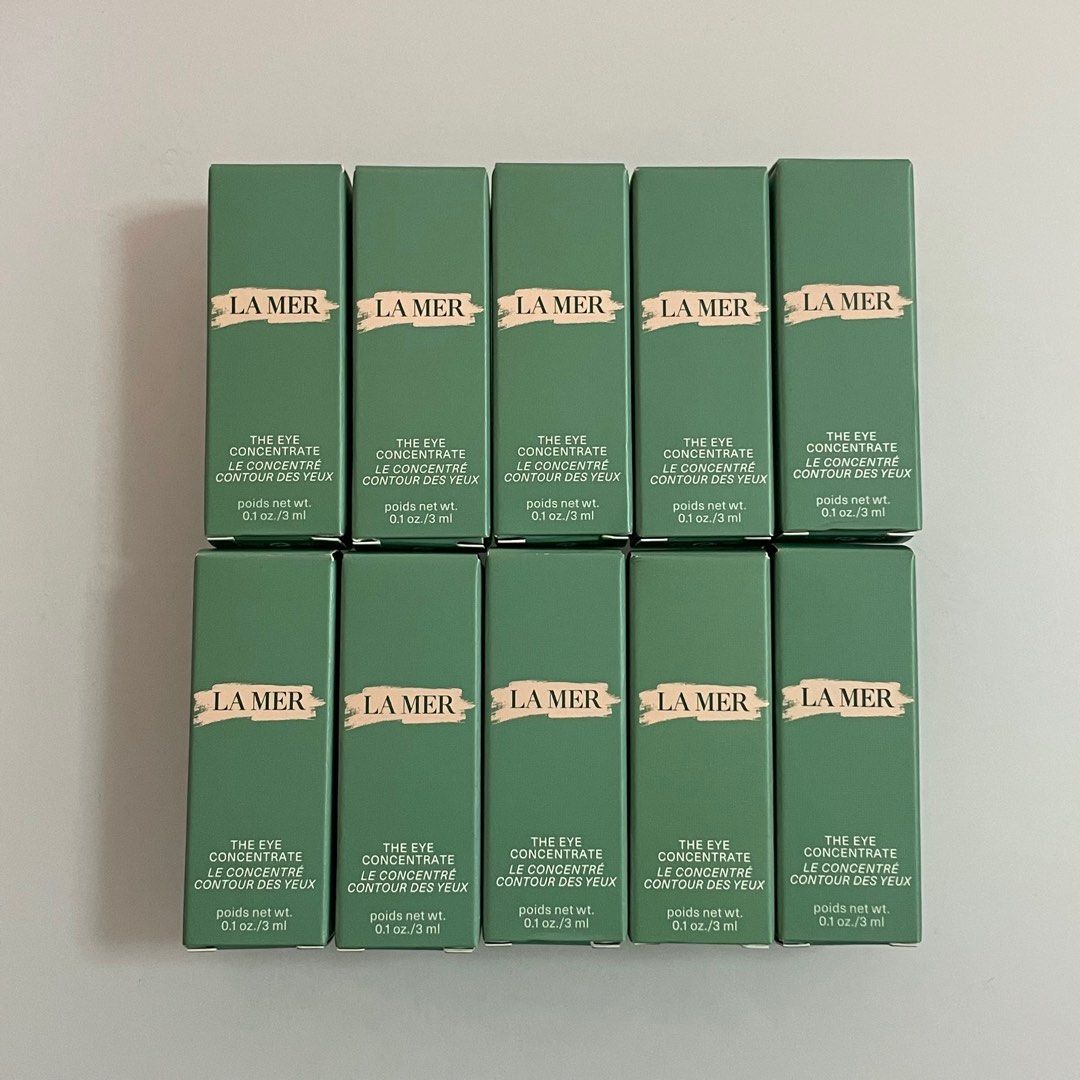 LA MER
THE EYE
CONCENTRATE
LE CONCENTRÉ
CONTOUR DES YEUX
poids net wt.
0.1 oz./3 ml
LA MER
THE EYE
CONCENTRATE
LE CONCENTRÉ
CONTOUR DES YEUX
poids net wt.
0.1 oz./3 ml
LA MER
THE EYE
CONCENTRATE
LE CONCENTRÉ
CONTOUR DES YEUX
poids net wt.
0.1 oz./3 ml
LA MER
THE EYE
CONCENTRATE
LE CONCENTRÉ
CONTOUR DES YEUX
poids net wt.
0.1 oz./3 ml
LA MER
THE EYE
CONCENTRATE
LE CONCENTRÉ
CONTOUR DES YEUX
poids net wt.
0.1 oz./3 ml
LA MER
THE EYE
CONCENTRATE
LE CONCENTRÉ
CONTOUR DES YEUX
poids net wt.
0.1 oz./3 ml
LA MER
THE EYE
CONCENTRATE
LE CONCENTRÉ
CONTOUR DES YEUX
poids net wt.
0.1 oz./3 ml
LA MER
THE EYE
CONCENTRATE
LE CONCENTRÉ
CONTOUR DES YEUX
poids net wt.
0.1 oz./3 ml
LA MER
THE EYE
CONCENTRATE
LE CONCENTRÉ
CONTOUR DES YEUX
poids net wt.
0.1 oz./3 ml
LA MER
THE EYE
CONCENTRATE
LE CONCENTRÉ
CONTOUR DES YEUX
poids net wt.
0.1 oz./3 ml